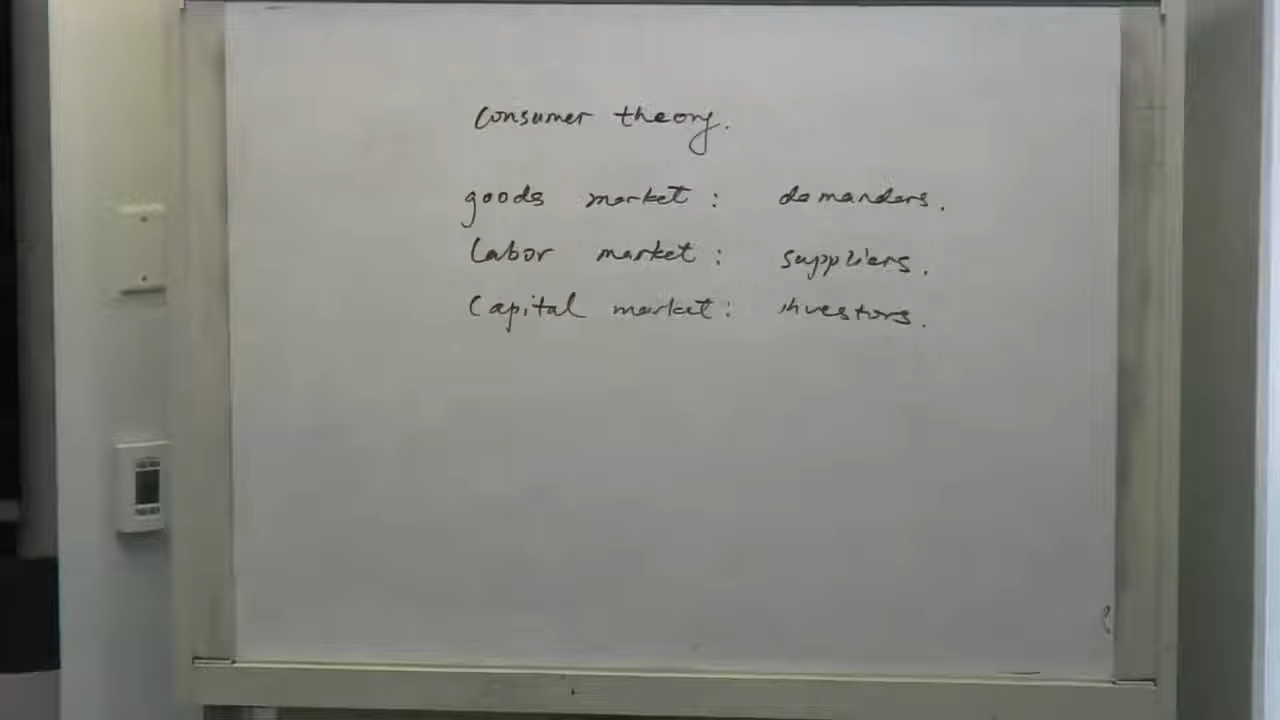 Consumer theory.
goods market: demanders.
Labor market: suppliers.
Capital market: investors.